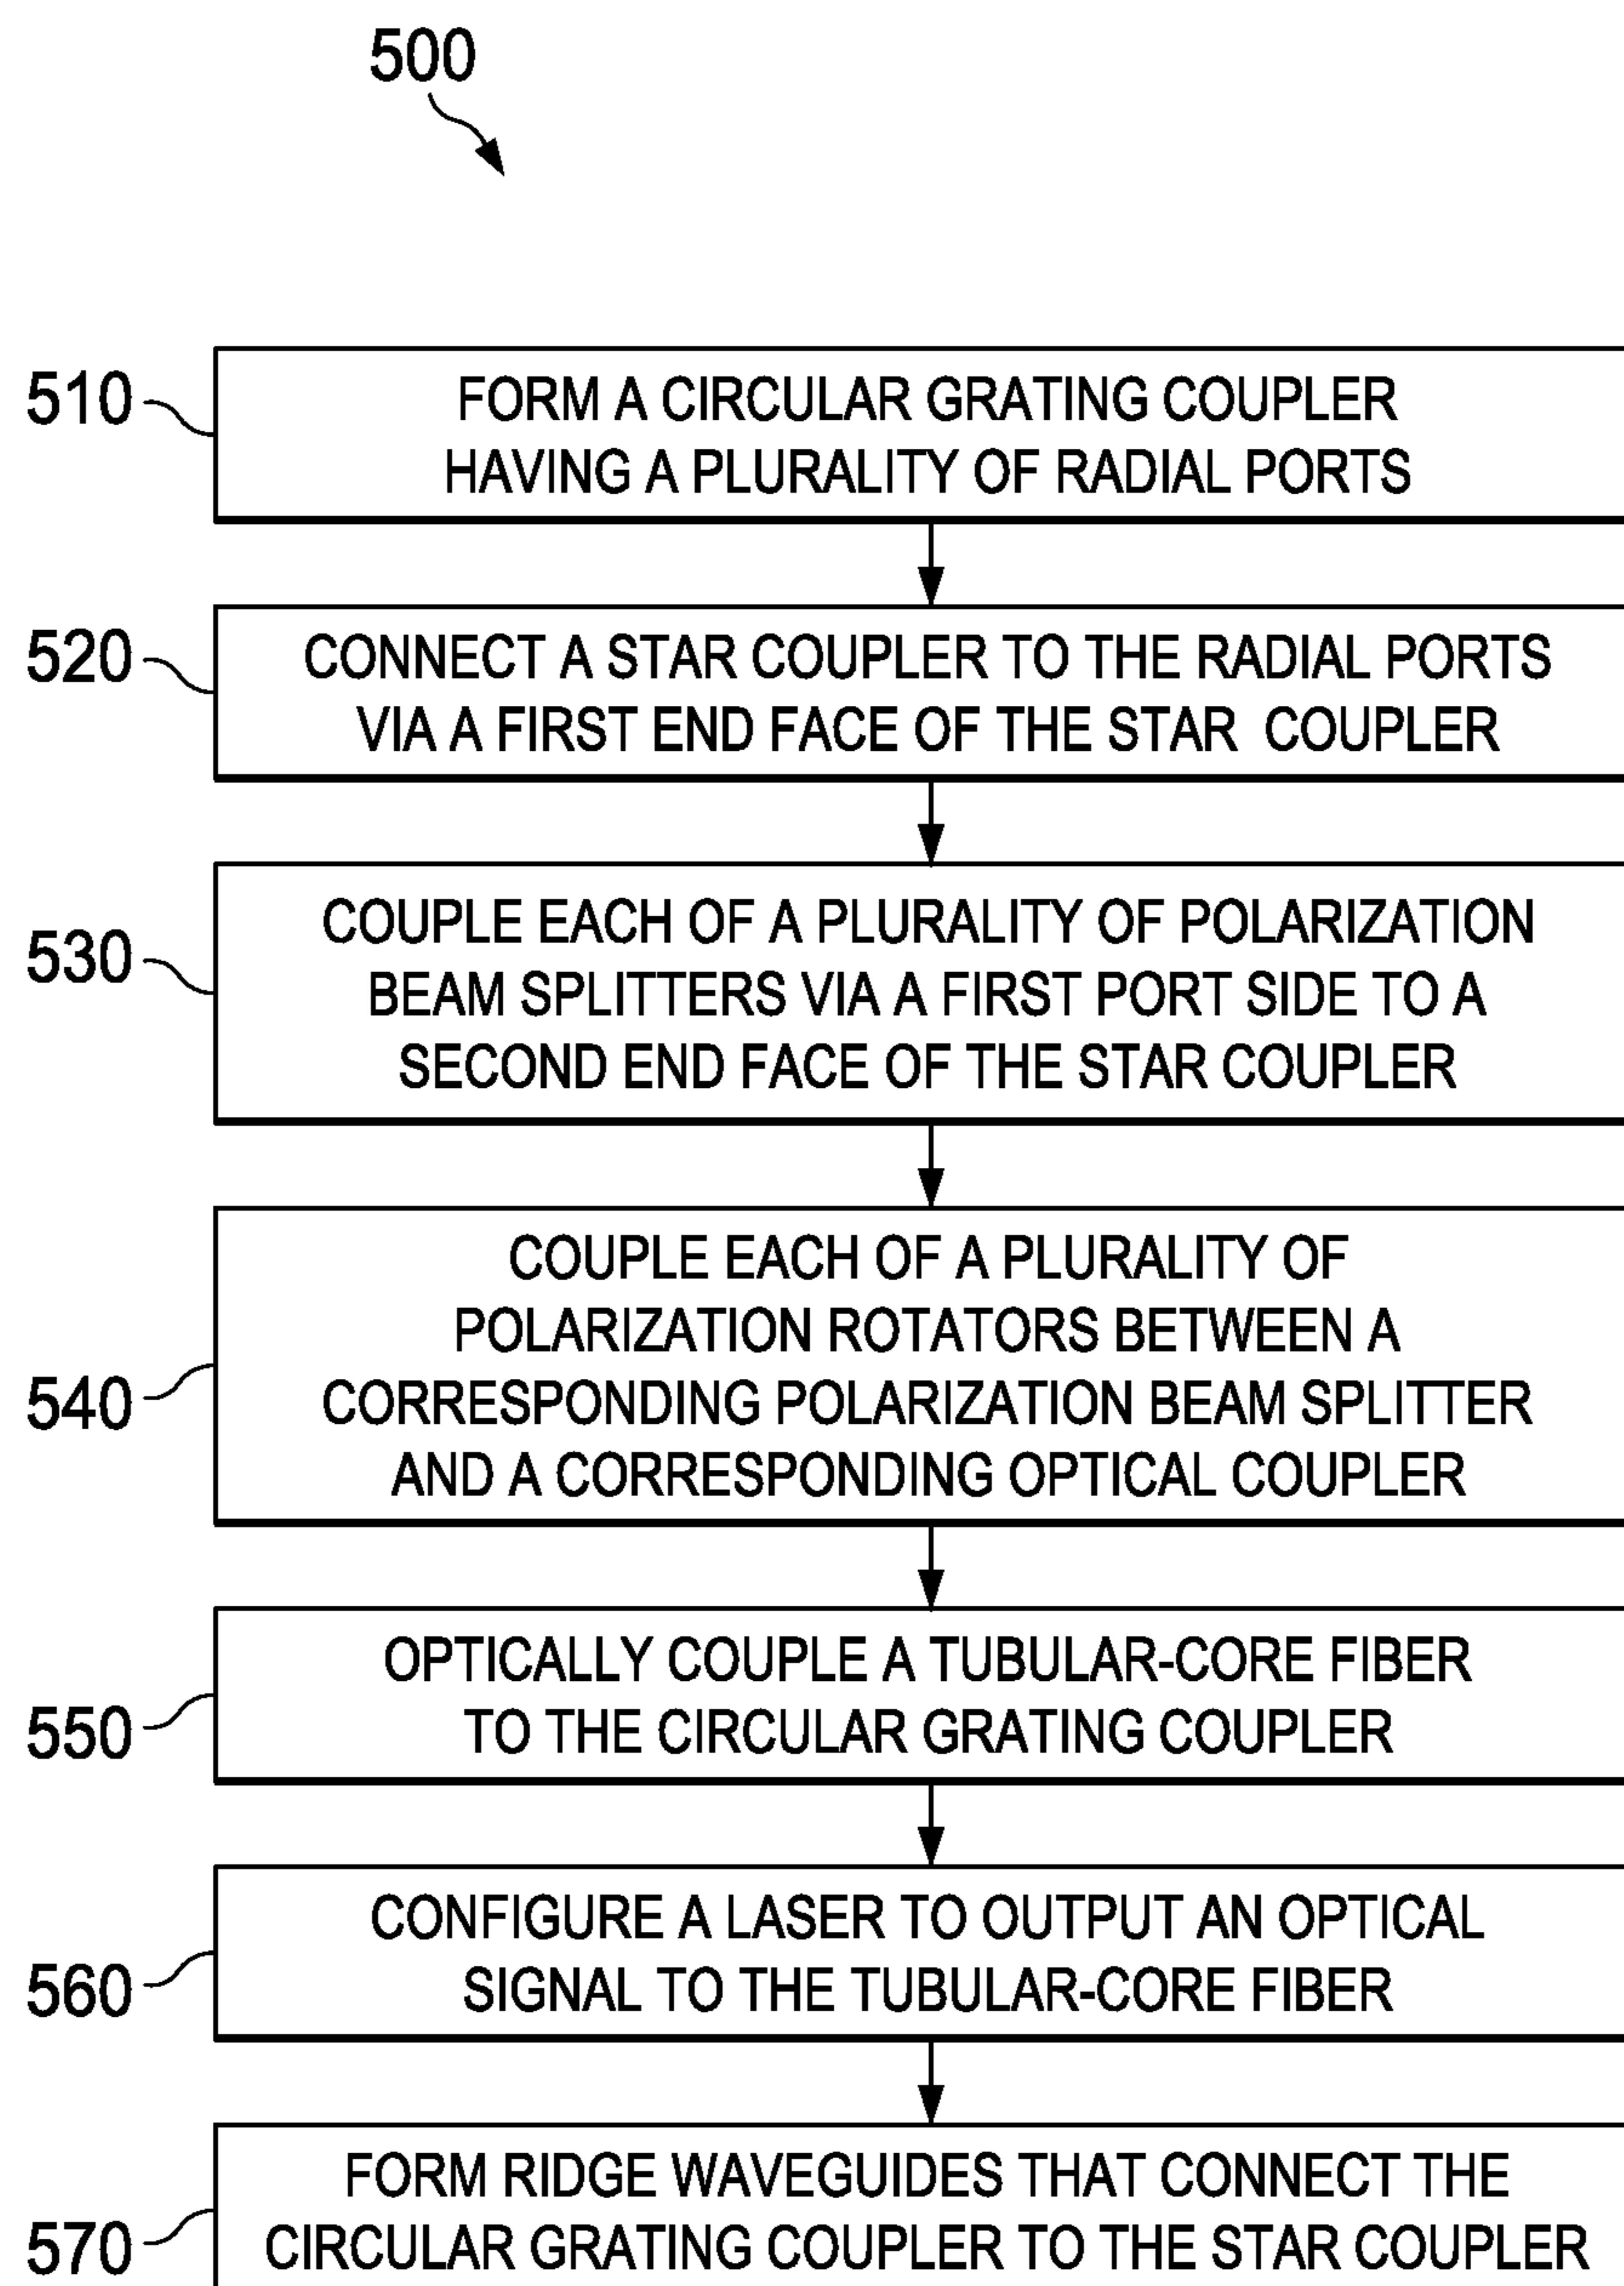 500
510
FORM A CIRCULAR GRATING COUPLER
HAVING A PLURALITY OF RADIAL PORTS
520
CONNECT A STAR COUPLER TO THE RADIAL PORTS
VIA A FIRST END FACE OF THE STAR COUPLER
530
COUPLE EACH OF A PLURALITY OF POLARIZATION
BEAM SPLITTERS VIA A FIRST PORT SIDE TO A
SECOND END FACE OF THE STAR COUPLER
540
COUPLE EACH OF A PLURALITY OF
POLARIZATION ROTATORS BETWEEN A
CORRESPONDING POLARIZATION BEAM SPLITTER
AND A CORRESPONDING OPTICAL COUPLER
550
OPTICALLY COUPLE A TUBULAR-CORE FIBER
TO THE CIRCULAR GRATING COUPLER
560
CONFIGURE A LASER TO OUTPUT AN OPTICAL
SIGNAL TO THE TUBULAR-CORE FIBER
570
FORM RIDGE WAVEGUIDES THAT CONNECT THE
CIRCULAR GRATING COUPLER TO THE STAR COUPLER